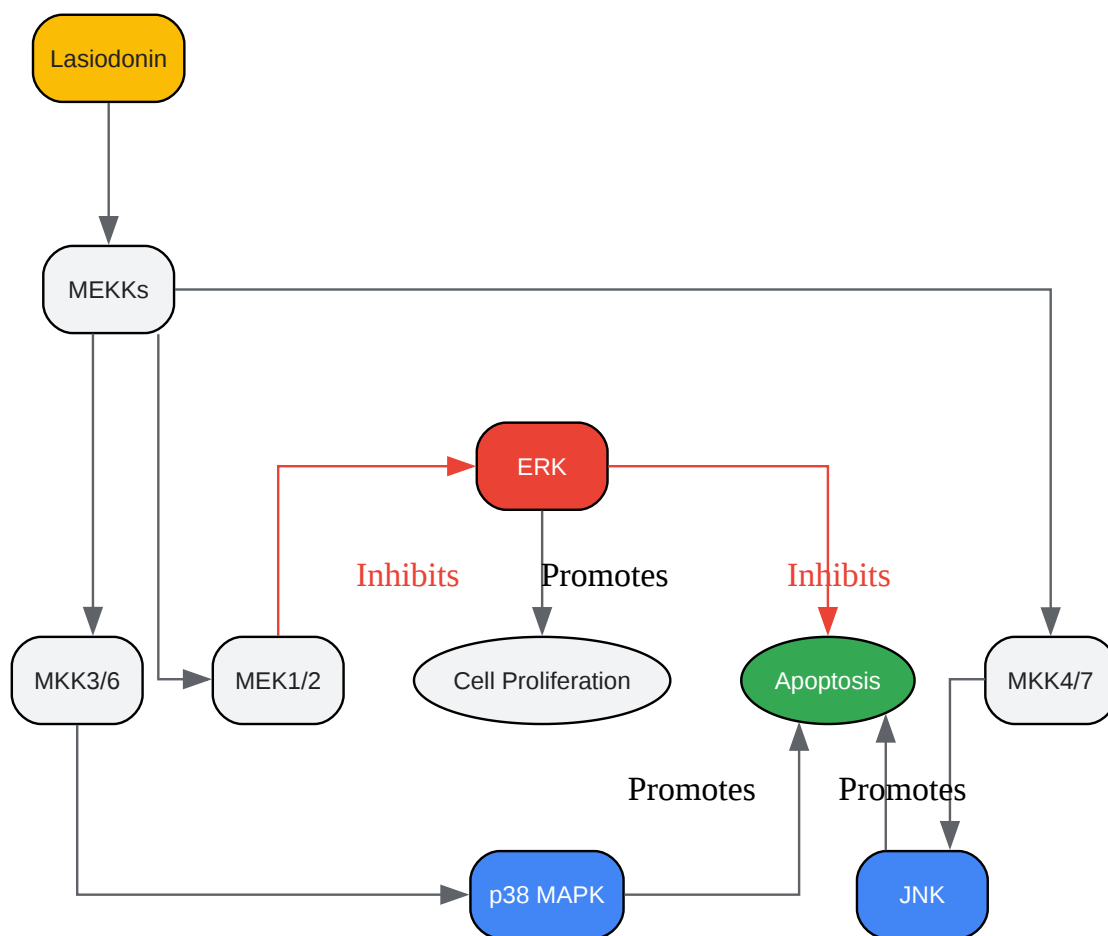 Lasiodonin
MEKKs
ERK
Inhibits
Promotes
Inhibits
MKK3/6
MEK1/2
Cell Proliferation
Apoptosis
MKK4/7
Promotes
Promotes
p38 MAPK
JNK